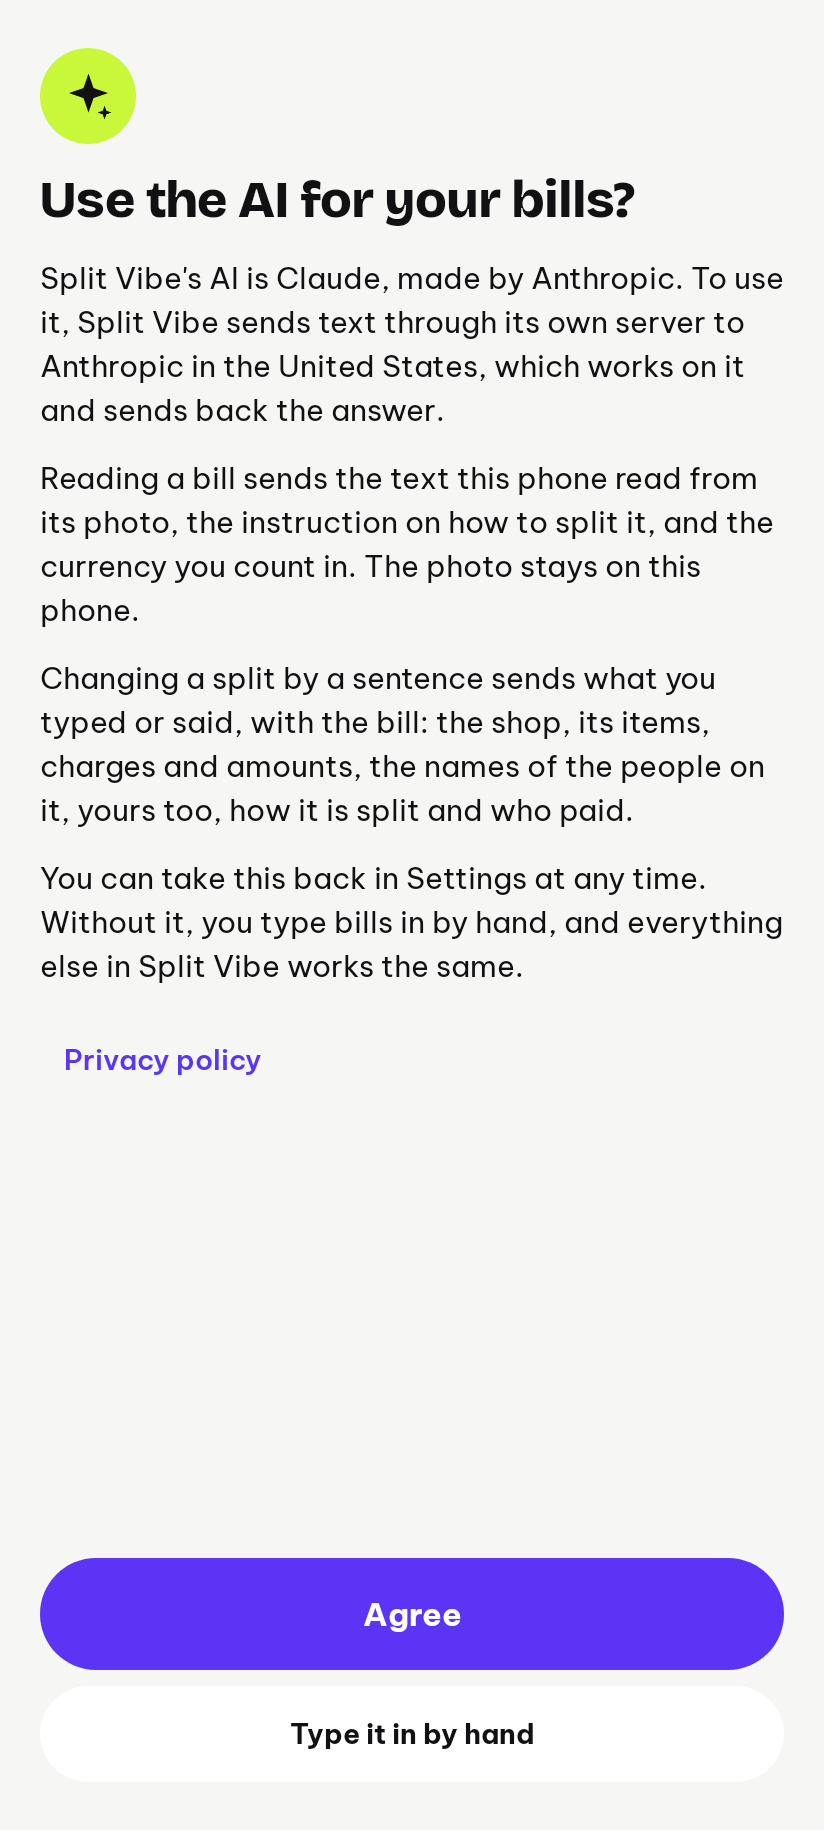 Use the AI for your bills?
Split Vibe's AI is Claude, made by Anthropic. To use
it, Split Vibe sends text through its own server to
Anthropic in the United States, which works on it
and sends back the answer.
Reading a bill sends the text this phone read from
its photo, the instruction on how to split it, and the
currency you count in. The photo stays on this
phone.
Changing a split by a sentence sends what you
typed or said, with the bill: the shop, its items,
charges and amounts, the names of the people on
it, yours too, how it is split and who paid.
You can take this back in Settings at any time.
Without it, you type bills in by hand, and everything
else in Split Vibe works the same.
Privacy policy
Agree
Type it in by hand